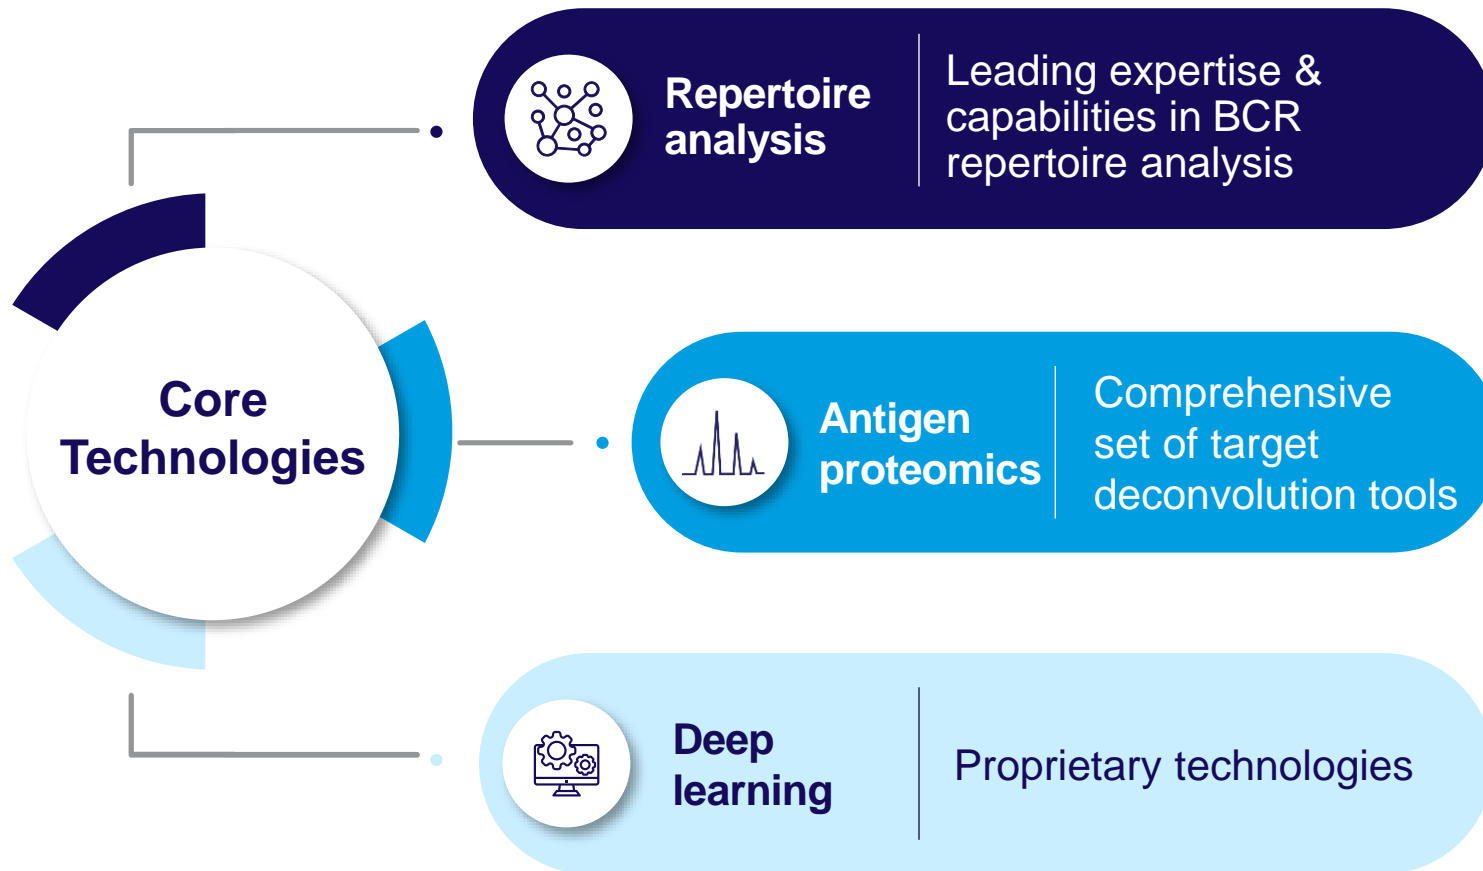 Core
Technologies
Repertoire
analysis
Leading expertise &
capabilities in BCR
repertoire analysis
Antigen
proteomics
Comprehensive
set of target
deconvolution tools
Deep
learning
Proprietary technologies